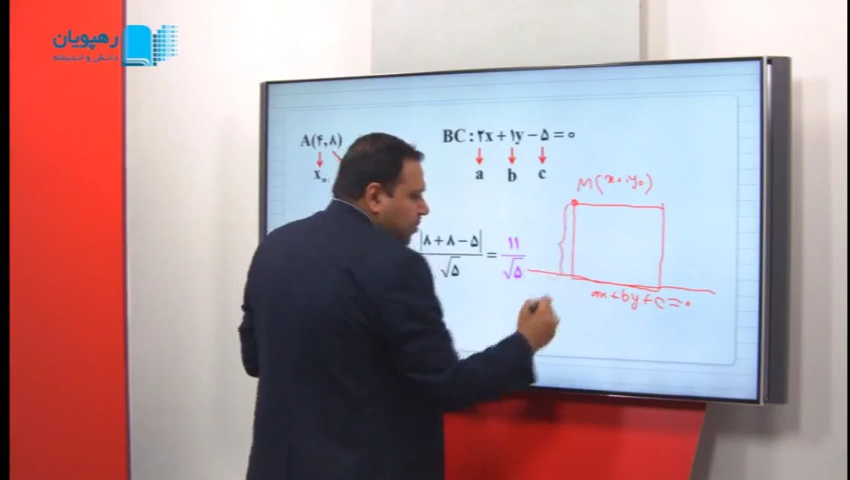 رهپویان
دانش و اندیشه
A(۴,۸)
BC : ۲x + ۱y − ۵ = ۰
x۰
a b c
M(x۰, y۰)
|۸+۸−۵| / √۵ = ۱۱ / √۵
ax+by+c=۰